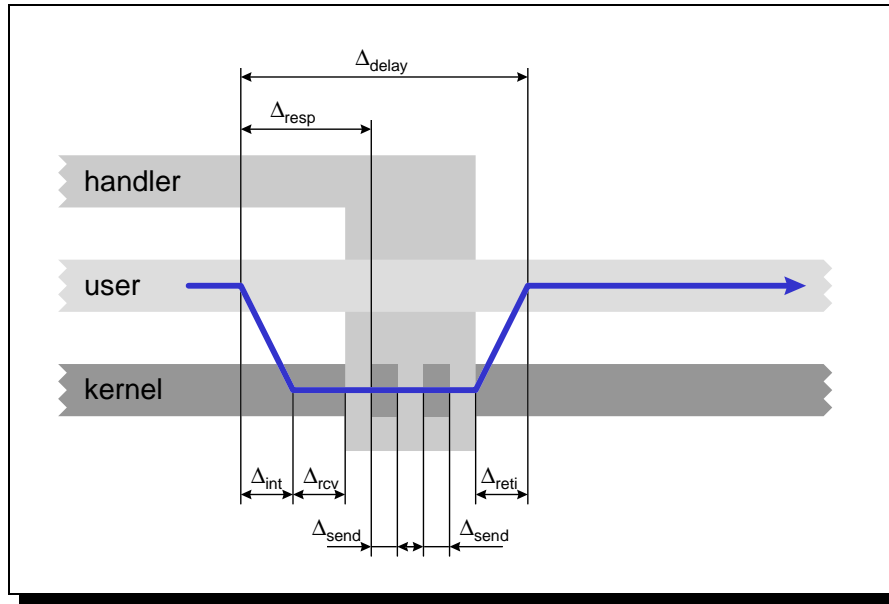 Δdelay
Δresp
handler
user
kernel
Δint Δrcv Δreti
Δsend Δsend